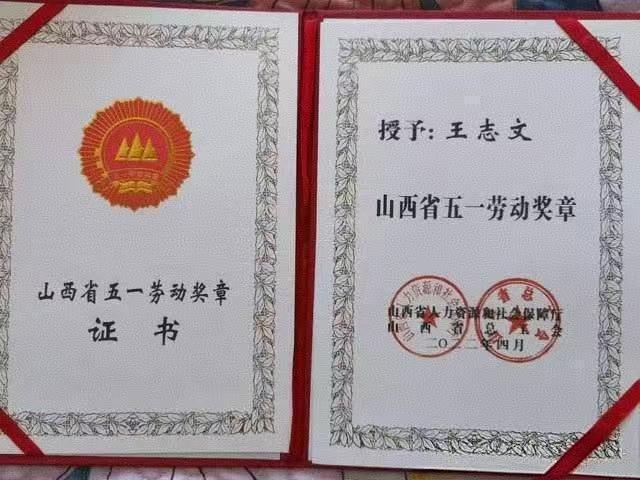 山西省五一劳动奖章
证书
授予：王志文
山西省五一劳动奖章
山西省人力资源和社会保障厅
山西省总工会
二〇二二年四月